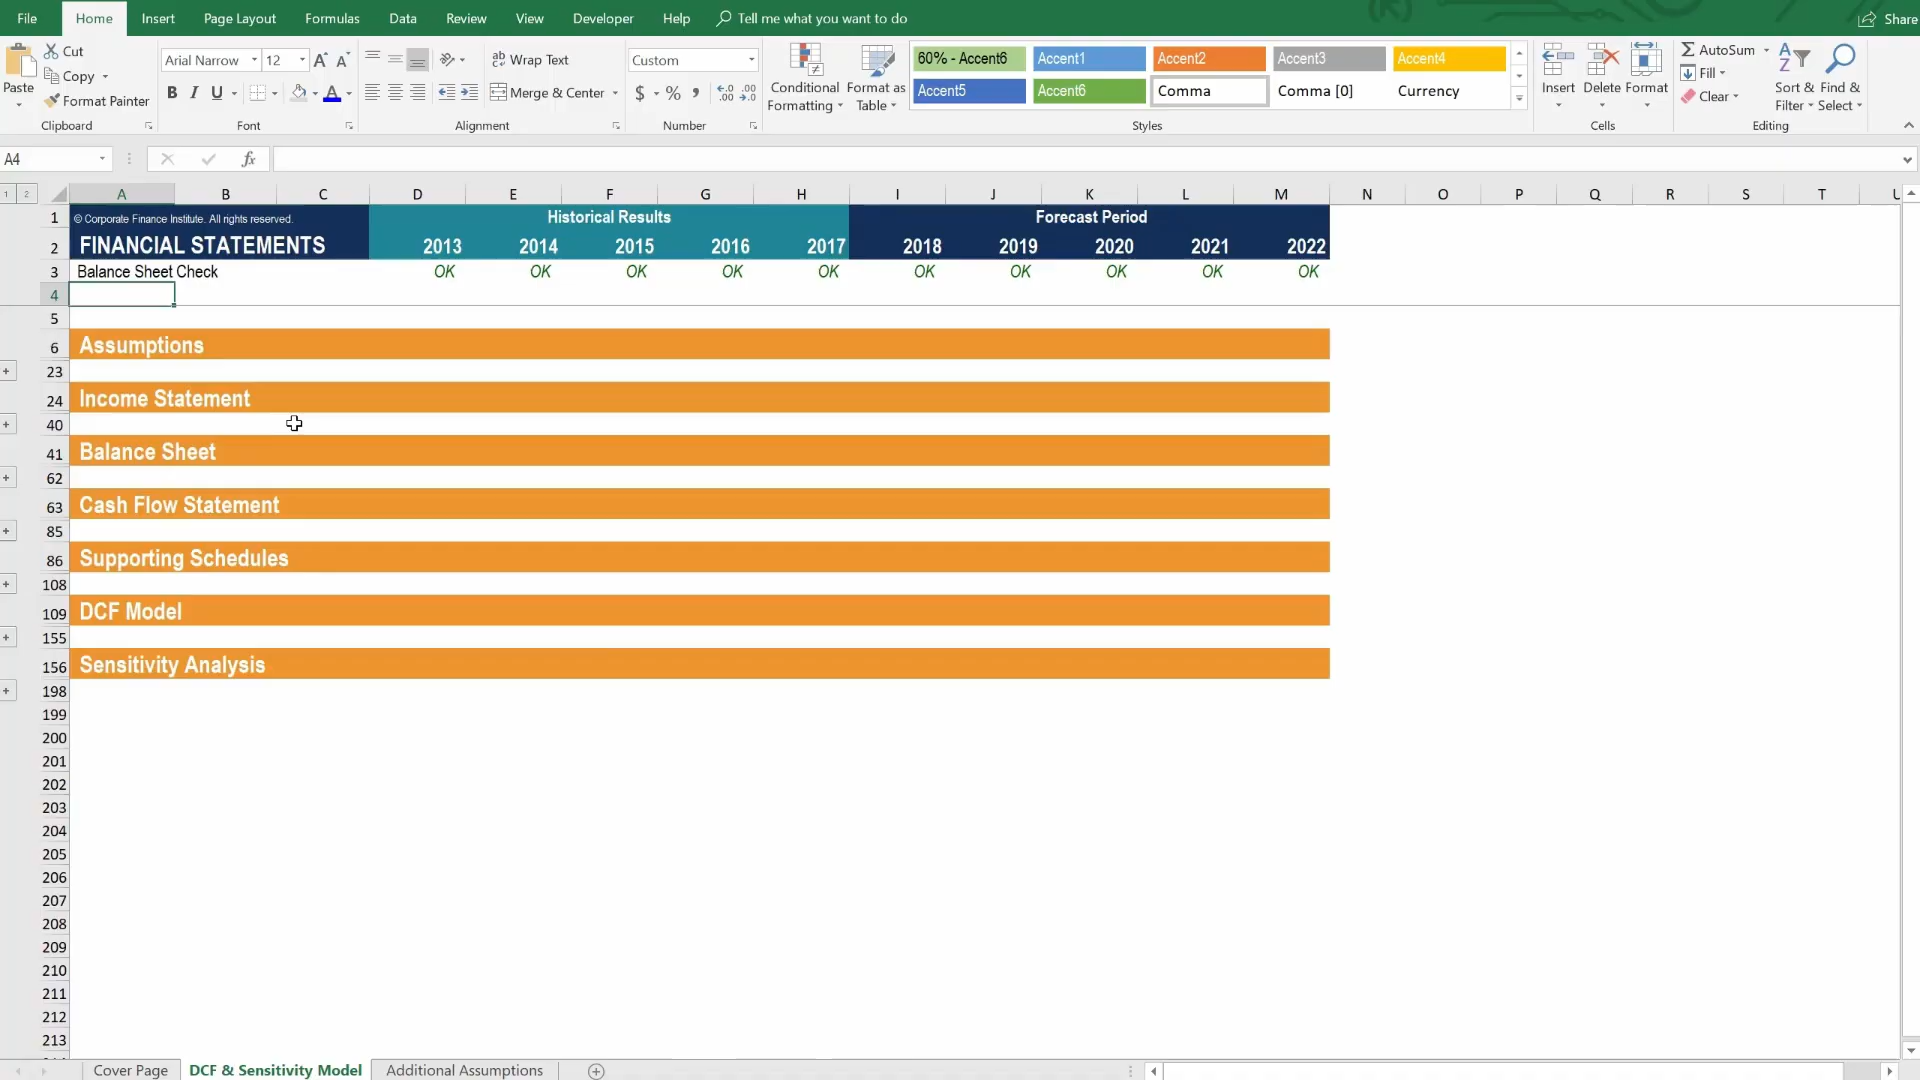 File Home Insert Page Layout Formulas Data Review View Developer Help Tell me what you want to do Share
Paste
Cut
Copy
Format Painter
Clipboard
Arial Narrow 12
B I U
Font
Wrap Text
Merge & Center
Alignment
Custom
$ % ,
Number
Conditional Formatting
Format as Table
60% - Accent6 Accent1 Accent2 Accent3 Accent4
Accent5 Accent6 Comma Comma [0] Currency
Styles
Insert Delete Format
Cells
AutoSum
Fill
Clear
Sort & Filter
Find & Select
Editing
A4 fx
1 2 A B C D E F G H I J K L M N O P Q R S T U
1 © Corporate Finance Institute. All rights reserved. Historical Results Forecast Period
2 FINANCIAL STATEMENTS 2013 2014 2015 2016 2017 2018 2019 2020 2021 2022
3 Balance Sheet Check OK OK OK OK OK OK OK OK OK OK
4
5
6 Assumptions
23
24 Income Statement
40
41 Balance Sheet
62
63 Cash Flow Statement
85
86 Supporting Schedules
108
109 DCF Model
155
156 Sensitivity Analysis
198
199
200
201
202
203
204
205
206
207
208
209
210
211
212
213
Cover Page DCF & Sensitivity Model Additional Assumptions